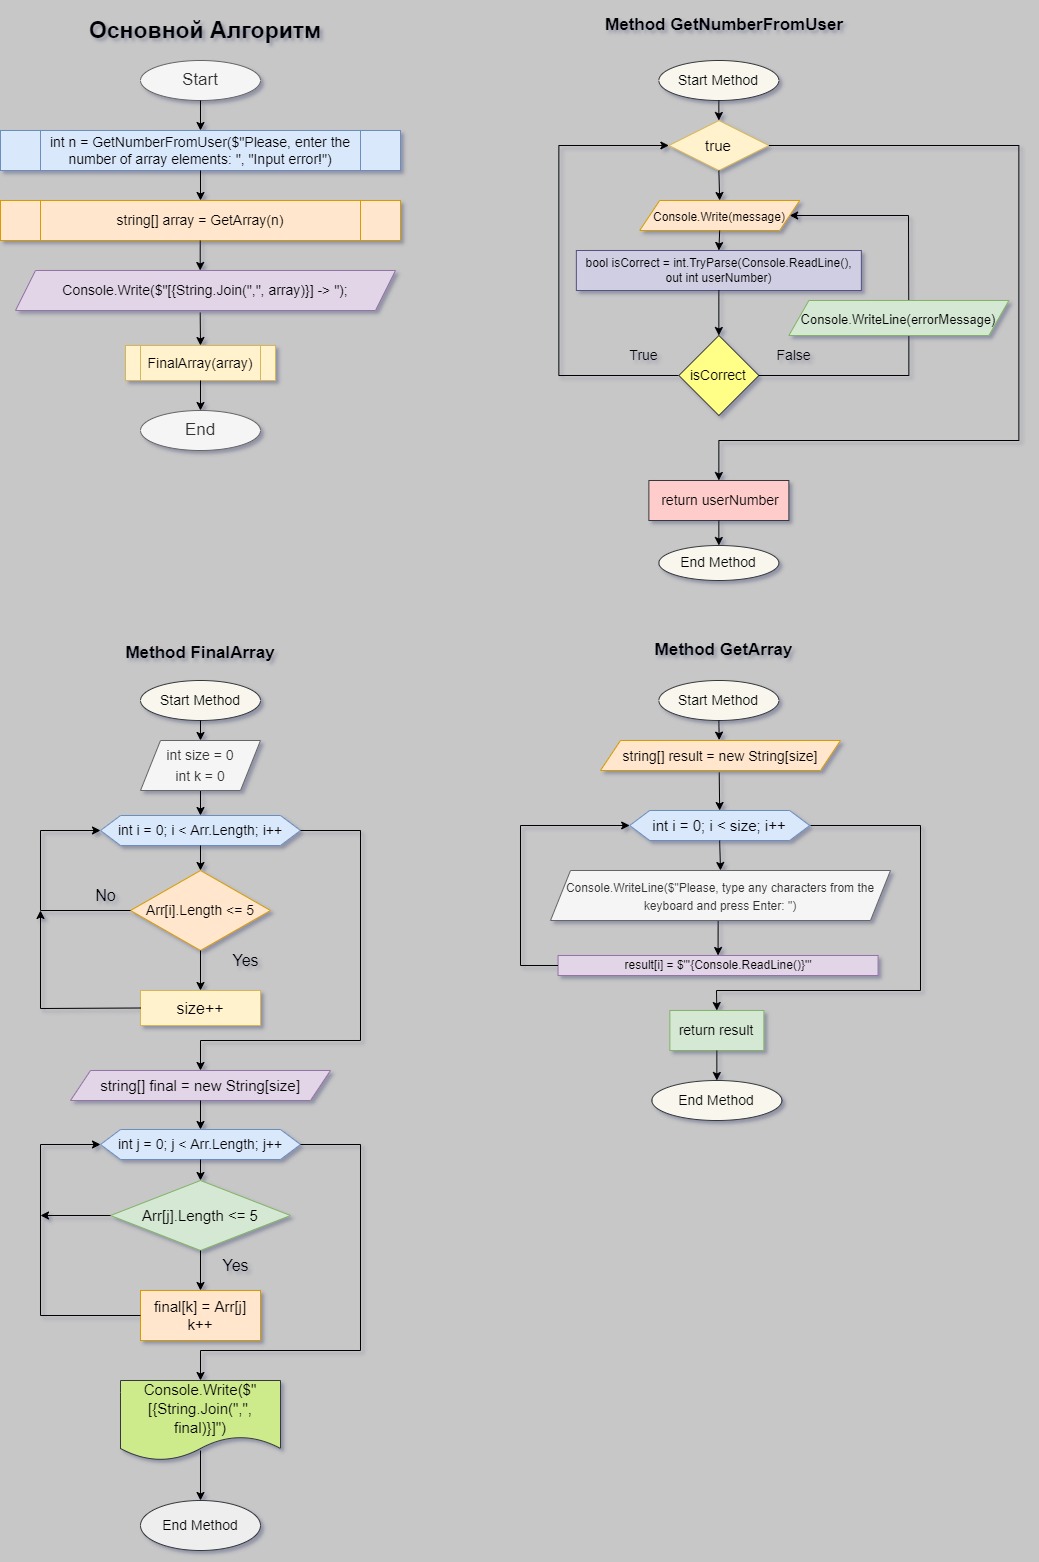 Основной Алгоритм
Start
int n = GetNumberFromUser($"Please, enter the
number of array elements: ", "Input error!")
string[] array = GetArray(n)
Console.Write($"[{String.Join(",", array)}] -> ");
FinalArray(array)
End
Method GetNumberFromUser
Start Method
true
Console.Write(message)
bool isCorrect = int.TryParse(Console.ReadLine(),
out int userNumber)
Console.WriteLine(errorMessage)
True
False
isCorrect
return userNumber
End Method
Method FinalArray
Start Method
int size = 0
int k = 0
int i = 0; i < Arr.Length; i++
No
Arr[i].Length <= 5
Yes
size++
string[] final = new String[size]
int j = 0; j < Arr.Length; j++
Arr[j].Length <= 5
Yes
final[k] = Arr[j]
k++
Console.Write($"
[{String.Join(",",
final)}]")
End Method
Method GetArray
Start Method
string[] result = new String[size]
int i = 0; i < size; i++
Console.WriteLine($"Please, type any characters from the
keyboard and press Enter: ")
result[i] = $"'{Console.ReadLine()}'"
return result
End Method